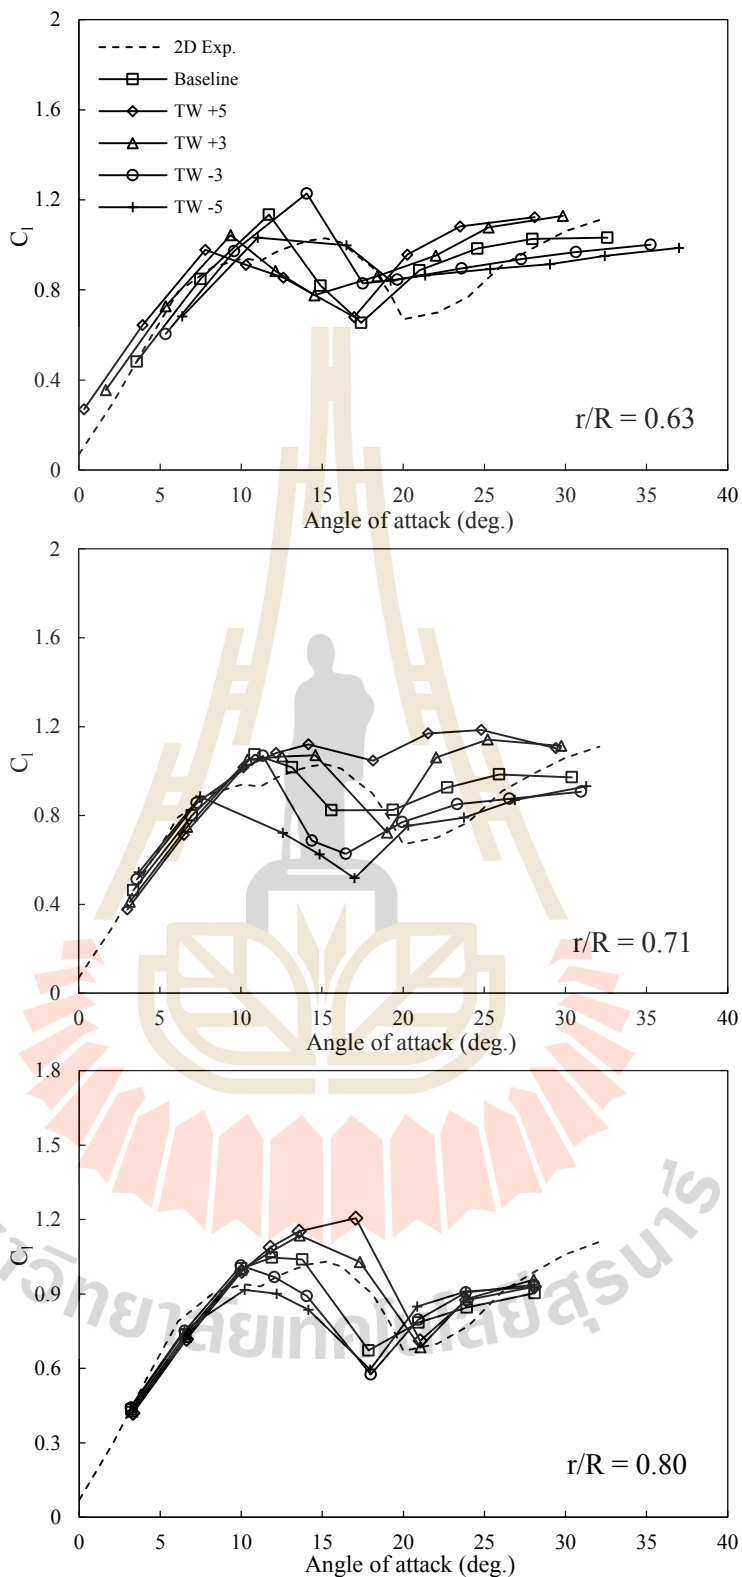 2
1.6
1.2
0.8
0.4
0
C_l
2D Exp.
Baseline
TW +5
TW +3
TW -3
TW -5
r/R = 0.63
0 5 10 15 20 25 30 35 40
Angle of attack (deg.)
2
1.6
1.2
0.8
0.4
0
C_l
r/R = 0.71
0 5 10 15 20 25 30 35 40
Angle of attack (deg.)
1.8
1.5
1.2
0.9
0.6
0.3
0
C_l
r/R = 0.80
0 5 10 15 20 25 30 35 40
Angle of attack (deg.)